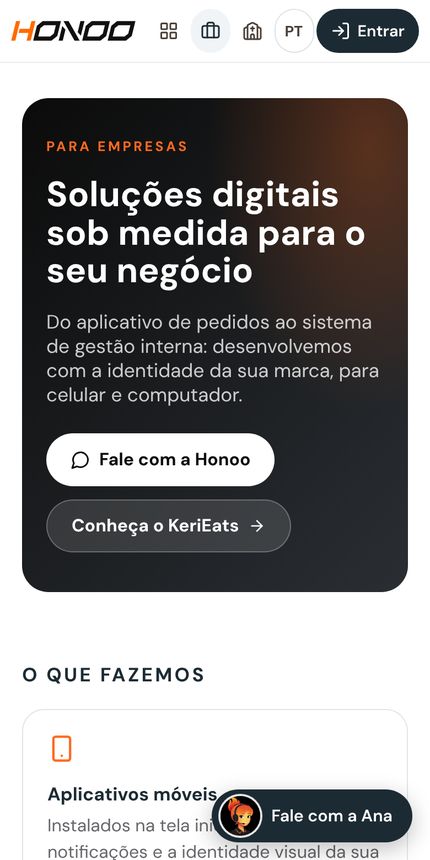 HONOO
PT
Entrar
PARA EMPRESAS
Soluções digitais
sob medida para o
seu negócio
Do aplicativo de pedidos ao sistema
de gestão interna: desenvolvemos
com a identidade da sua marca, para
celular e computador.
Fale com a Honoo
Conheça o KeriEats
O QUE FAZEMOS
Aplicativos móveis
Instalados na tela
Fale com a Ana
notificações e a identidade visual da sua